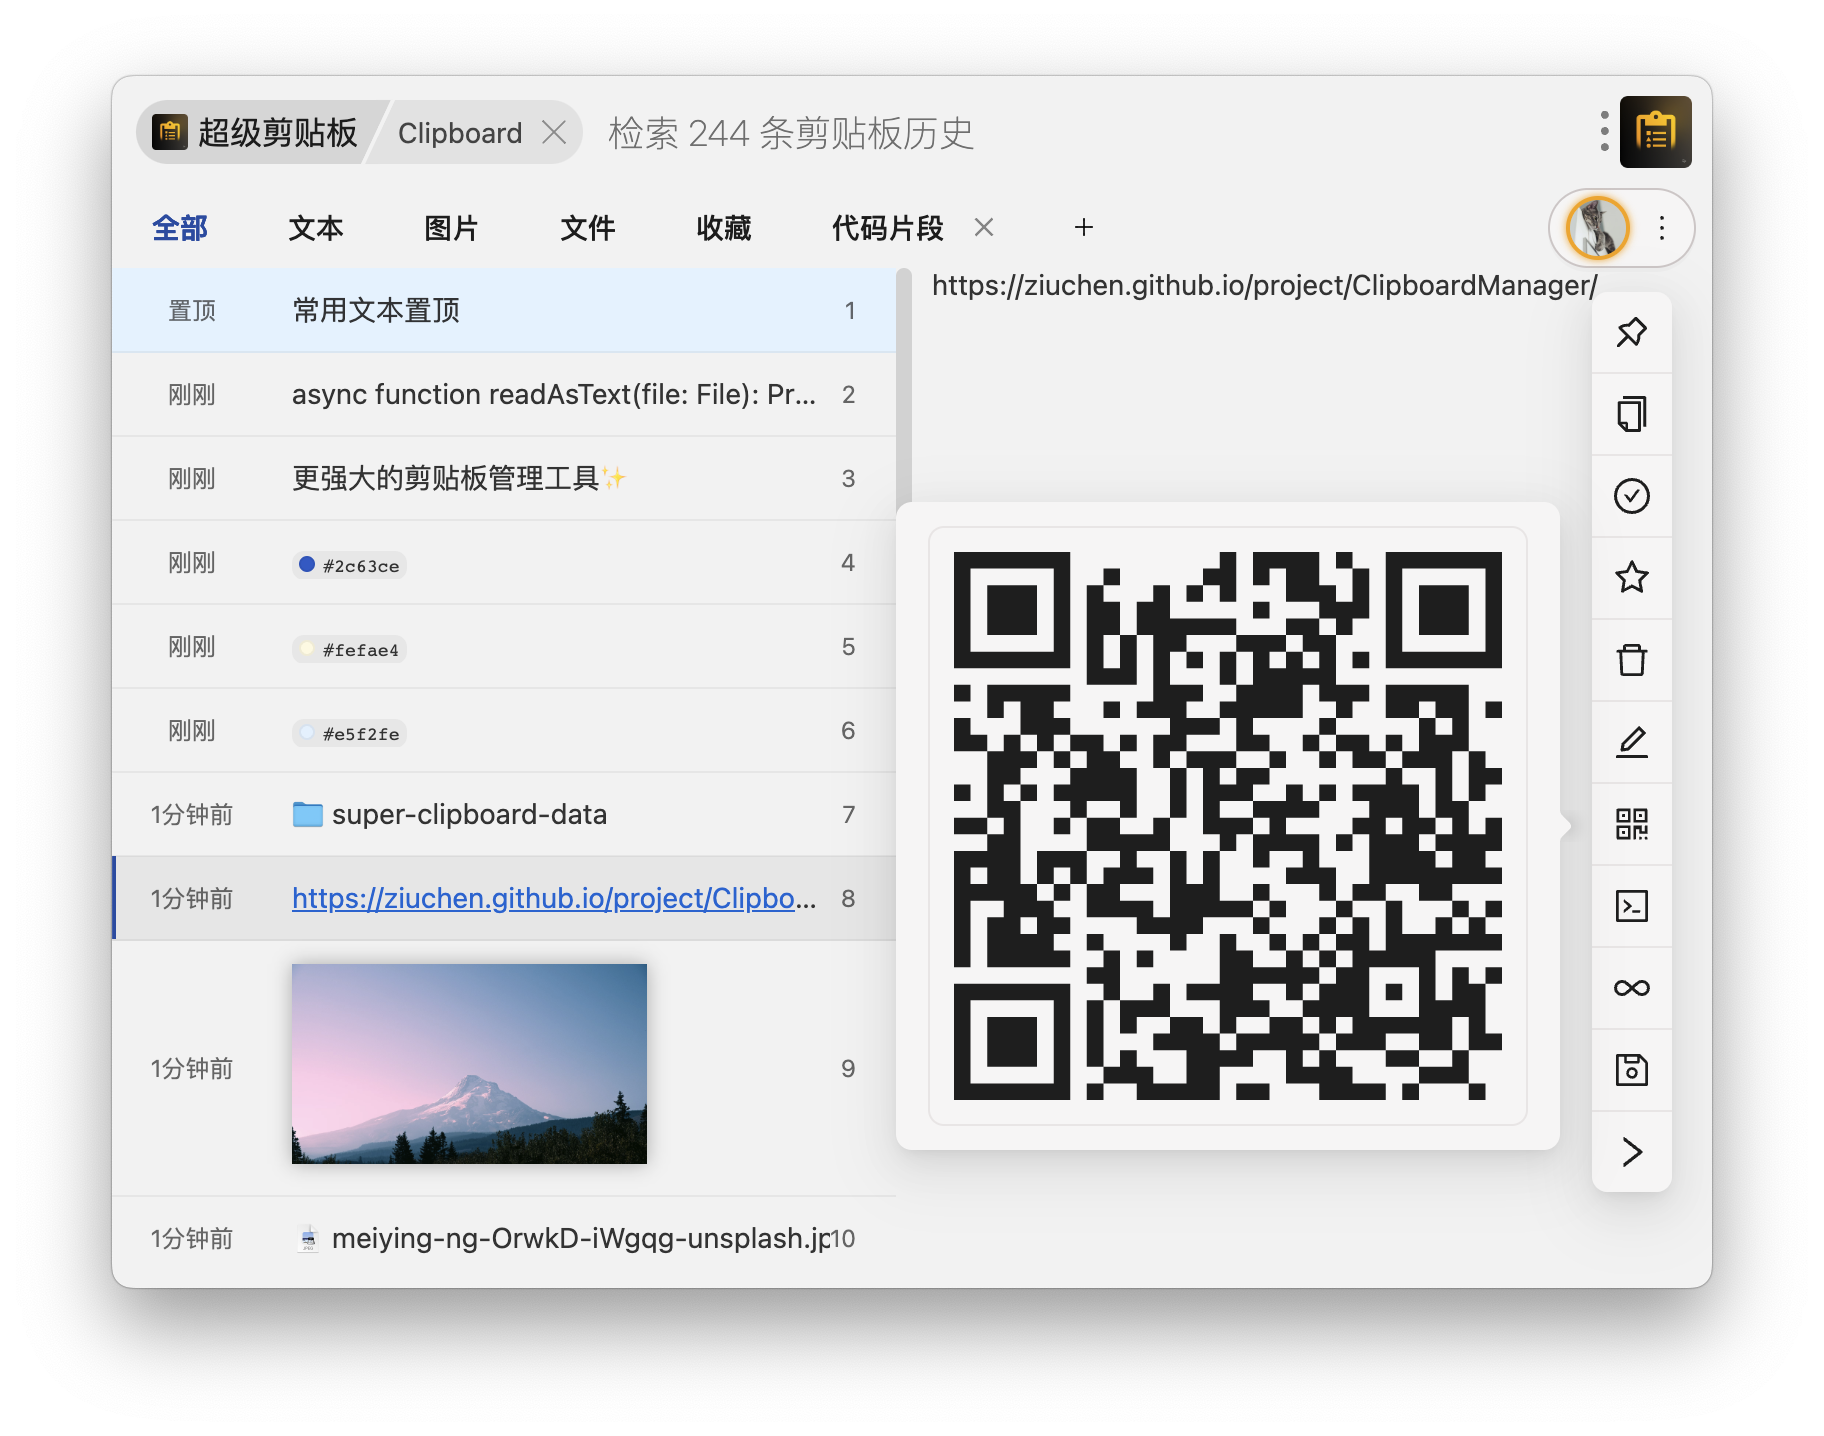 超级剪贴板 Clipboard 检索 244 条剪贴板历史
全部 文本 图片 文件 收藏 代码片段
https://ziuchen.github.io/project/ClipboardManager/
置顶 常用文本置顶 1
刚刚 async function readAsText(file: File): Pr... 2
刚刚 更强大的剪贴板管理工具✨ 3
刚刚 #2c63ce 4
刚刚 #fefae4 5
刚刚 #e5f2fe 6
1分钟前 super-clipboard-data 7
1分钟前 https://ziuchen.github.io/project/Clipbo... 8
1分钟前 9
1分钟前 meiying-ng-OrwkD-iWgqg-unsplash.jp 10